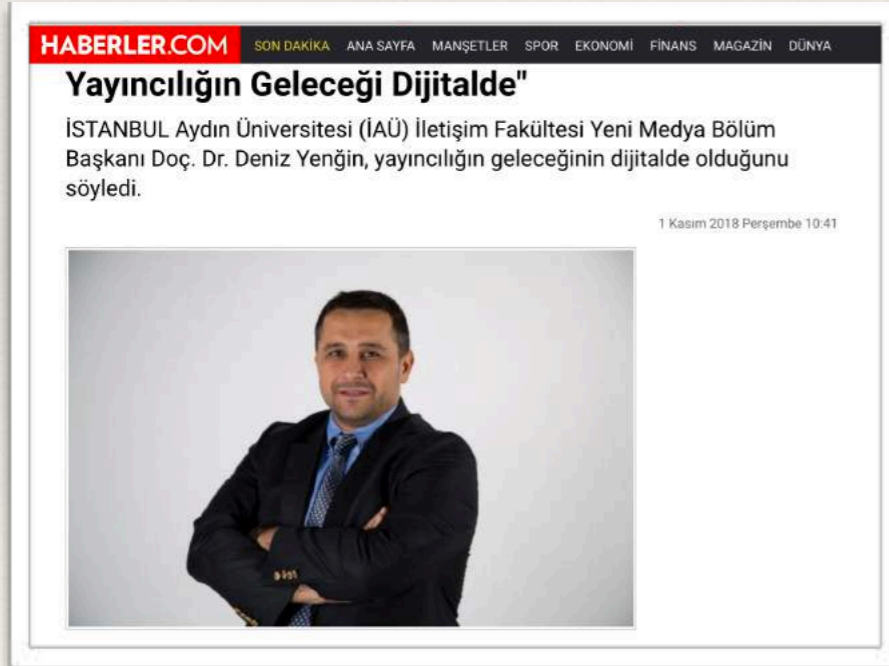 HABERLER.COM SON DAKİKA ANA SAYFA MANŞETLER SPOR EKONOMİ FİNANS MAGAZİN DÜNYA
Yayıncılığın Geleceği Dijitalde"
İSTANBUL Aydın Üniversitesi (İAÜ) İletişim Fakültesi Yeni Medya Bölüm
Başkanı Doç. Dr. Deniz Yenğin, yayıncılığın geleceğinin dijitalde olduğunu
söyledi.
1 Kasım 2018 Perşembe 10:41